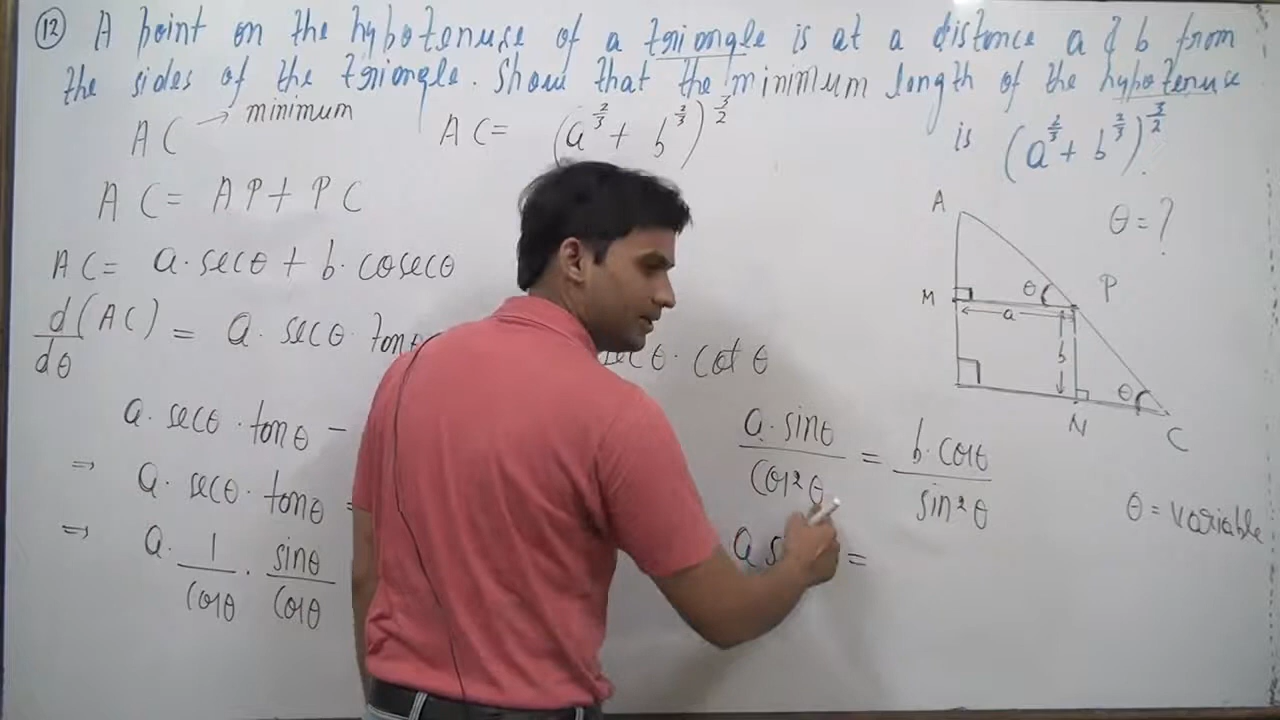 12 A point on the hypotenuse of a triangle is at a distance a & b from
the sides of the triangle. Show that the minimum length of the hypotenuse
is (a^{2/3} + b^{2/3})^{3/2}.
AC → minimum
AC = (a^{2/3} + b^{2/3})^{3/2}
AC = AP + PC
AC = a·secθ + b·cosecθ
d/dθ (AC) = a·secθ·tanθ secθ·cotθ
a·secθ·tanθ −
⇒ a·secθ·tanθ =
⇒ a· 1/cosθ · sinθ/cosθ
a·sinθ/cos²θ = b·cosθ/sin²θ
a s =
A
θ = ?
M
θ
P
a
b
θ
N
C
θ = variable